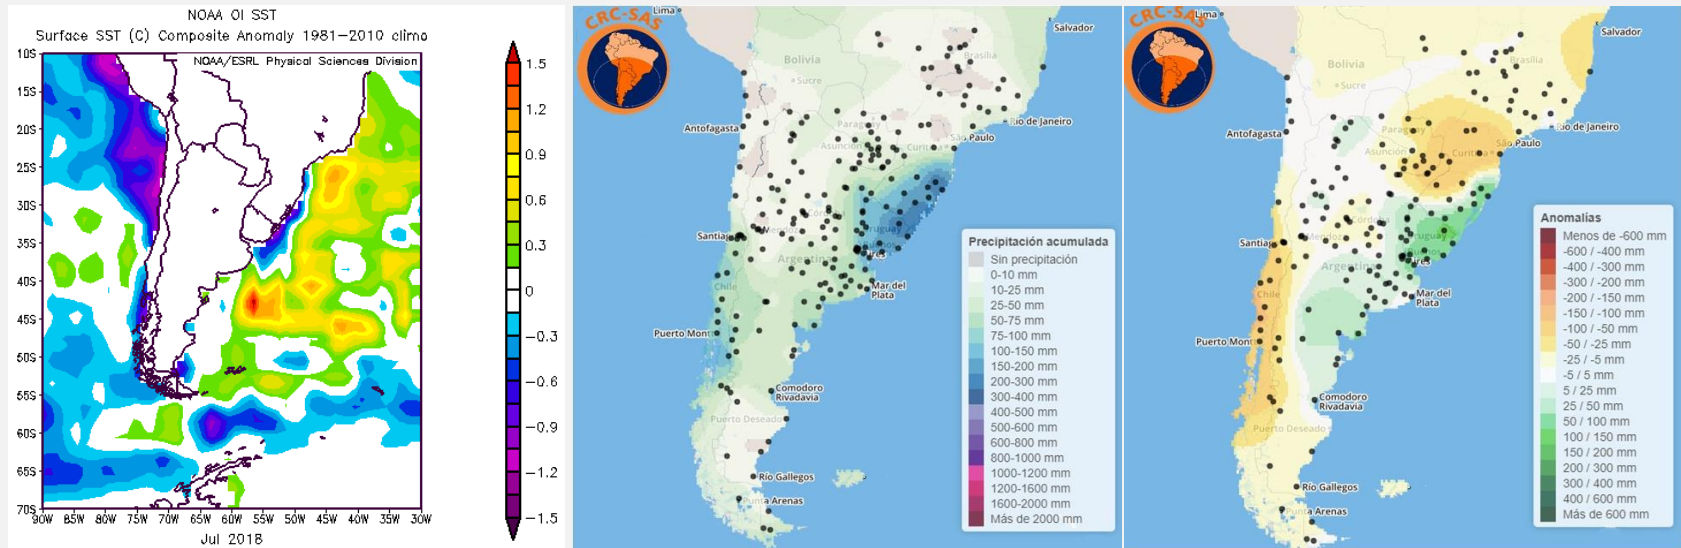 NOAA OI SST
Surface SST (C) Composite Anomaly 1981–2010 climo
NOAA/ESRL Physical Sciences Division
10S
15S
20S
25S
30S
35S
40S
45S
50S
55S
60S
65S
70S
90W 85W 80W 75W 70W 65W 60W 55W 50W 45W 40W 35W 30W
Jul 2018
1.5
1.2
0.9
0.6
0.3
0
−0.3
−0.6
−0.9
−1.2
−1.5
CRC-SAS
Lima
Salvador
Bolivia
Sucre
Brasília
Antofagasta
Paraguay
Asunción
Rio de Janeiro
São Paulo
Curitiba
Córdoba
Santiago
Mendoza
Uruguay
Argentina
Chile
Mar del
Plata
Puerto Montt
Comodoro
Rivadavia
Puerto Deseado
Río Gallegos
Punta Arenas
Precipitación acumulada
Sin precipitación
0-10 mm
10-25 mm
25-50 mm
50-75 mm
75-100 mm
100-150 mm
150-200 mm
200-300 mm
300-400 mm
400-500 mm
500-600 mm
600-800 mm
800-1000 mm
1000-1200 mm
1200-1600 mm
1600-2000 mm
Más de 2000 mm
CRC-SAS
Lima
Salvador
Bolivia
Sucre
Brasília
Antofagasta
Paraguay
Asunción
Rio de Janeiro
São Paulo
Curitiba
Córdoba
Santiago
Mendoza
Uruguay
Argentina
Chile
Mar del
Plata
Puerto Montt
Comodoro
Rivadavia
Puerto Deseado
Río Gallegos
Punta Arenas
Anomalías
Menos de -600 mm
-600 / -400 mm
-400 / -300 mm
-300 / -200 mm
-200 / -150 mm
-150 / -100 mm
-100 / -50 mm
-50 / -25 mm
-25 / -5 mm
-5 / 5 mm
5 / 25 mm
25 / 50 mm
50 / 100 mm
100 / 150 mm
150 / 200 mm
200 / 300 mm
300 / 400 mm
400 / 600 mm
Más de 600 mm